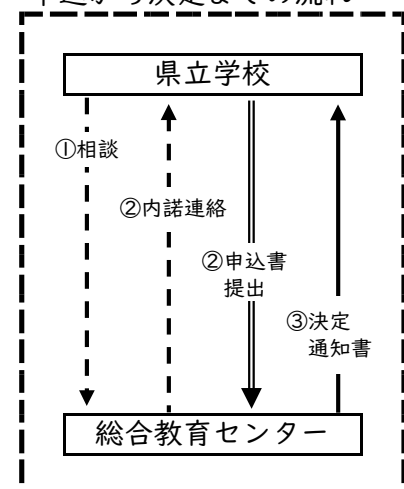 県立学校
①相談
②内諾連絡
②申込書
提出
③決定
通知書
総合教育センター